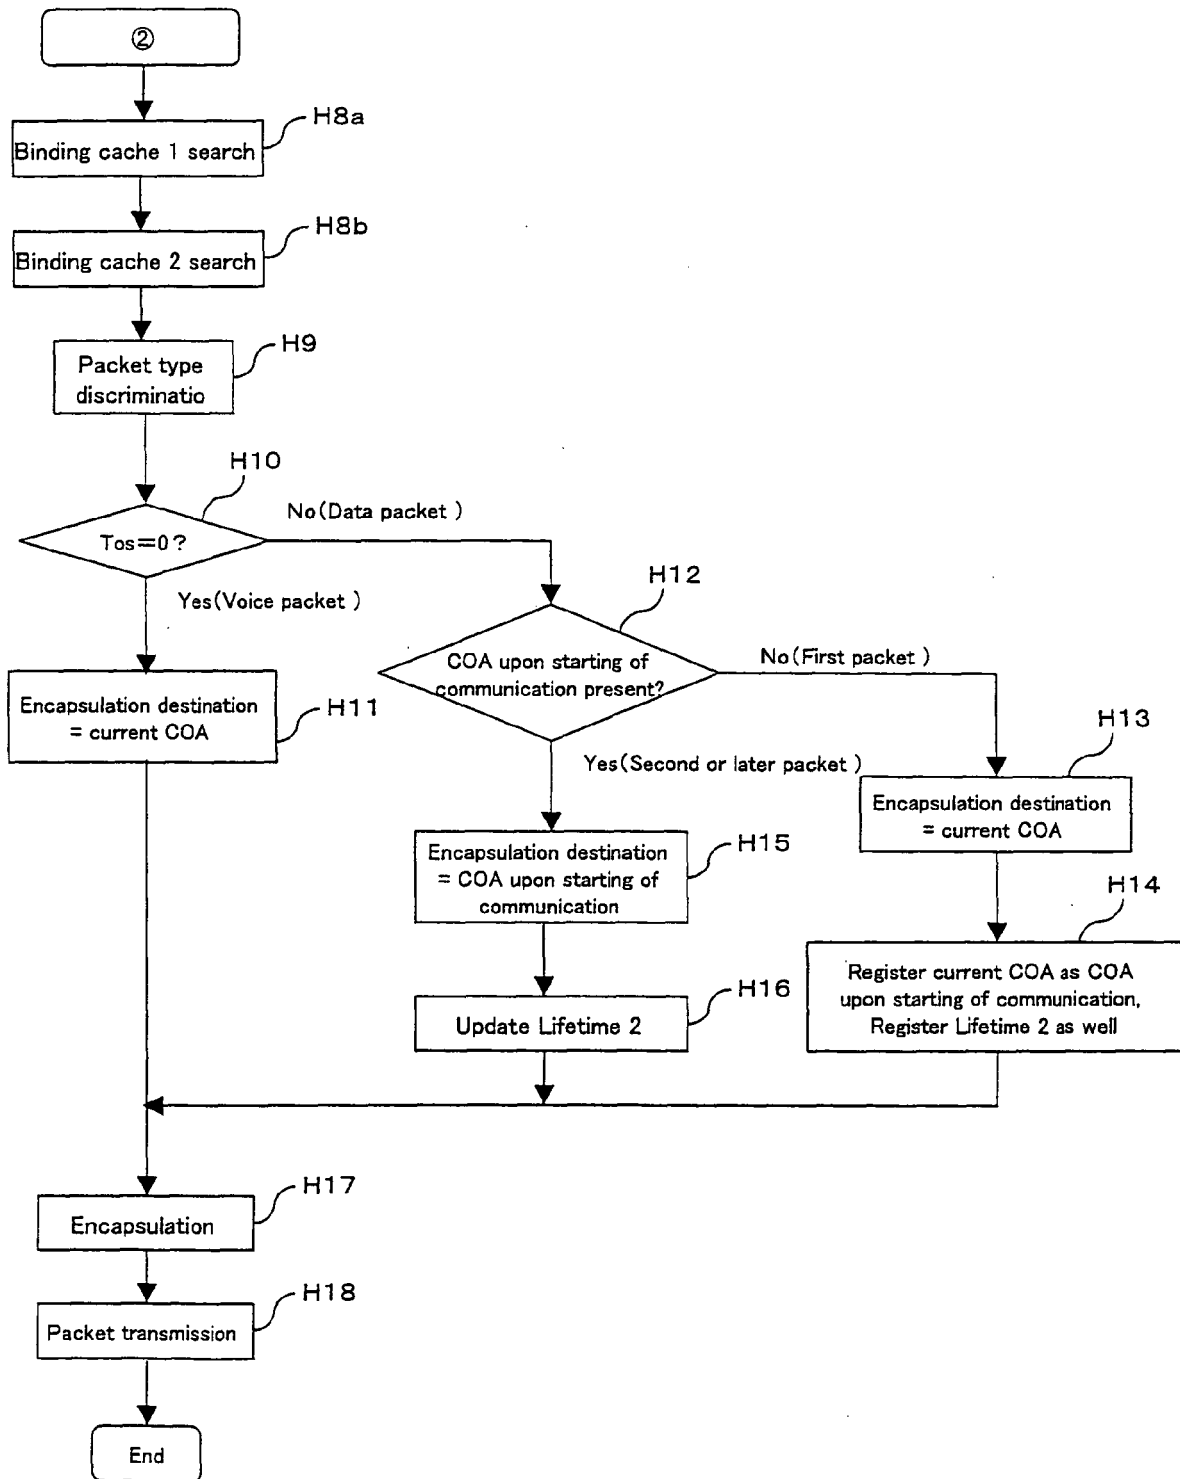 ②
H8a
Binding cache 1 search
H8b
Binding cache 2 search
H9
Packet type
discriminatio
H10
No(Data packet )
Tos=0?
H12
Yes(Voice packet )
COA upon starting of
communication present?
No(First packet )
Encapsulation destination
= current COA
H11
H13
Yes(Second or later packet )
Encapsulation destination
= current COA
Encapsulation destination
= COA upon starting of
communication
H15
H14
Register current COA as COA
upon starting of communication,
Register Lifetime 2 as well
H16
Update Lifetime 2
H17
Encapsulation
H18
Packet transmission
End